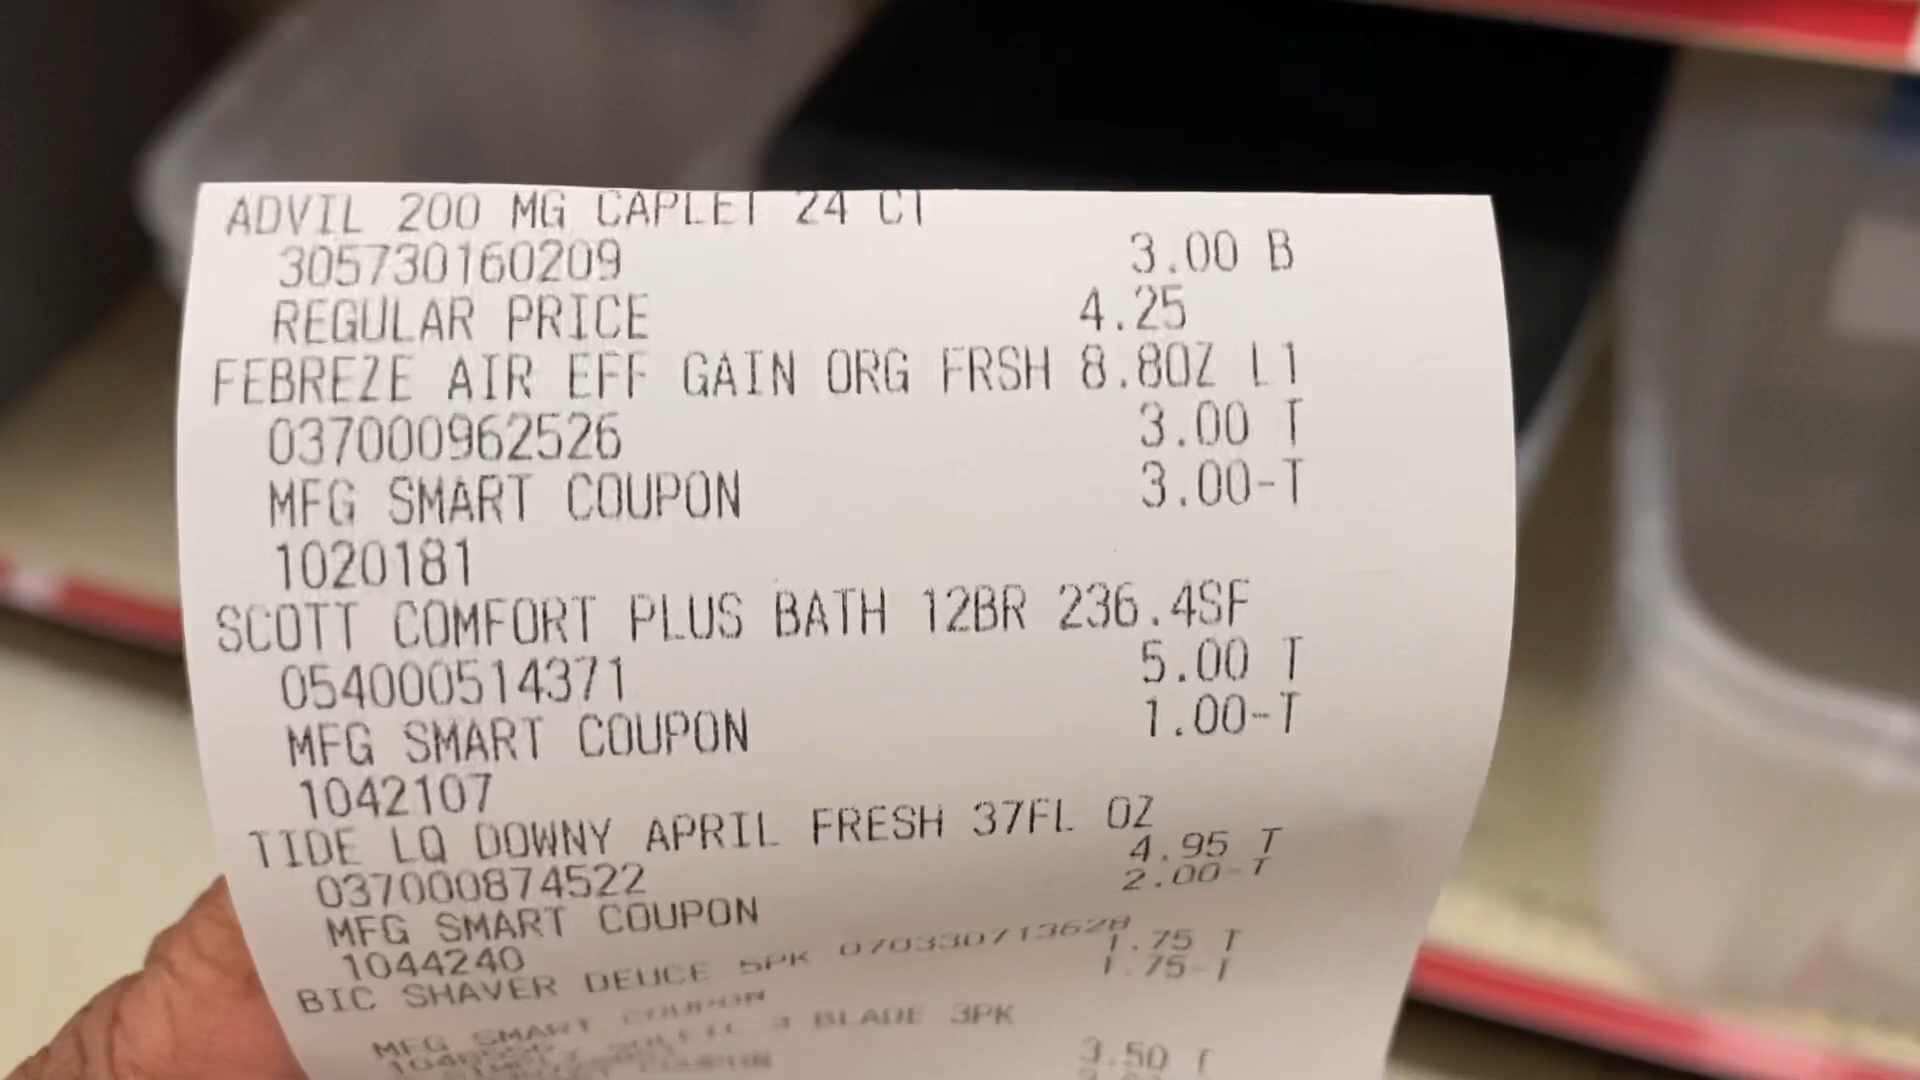 ADVIL 200 MG CAPLET 24 CT
305730160209 3.00 B
REGULAR PRICE 4.25
FEBREZE AIR EFF GAIN ORG FRSH 8.8OZ L1
037000962526 3.00 T
MFG SMART COUPON 3.00-T
1020181
SCOTT COMFORT PLUS BATH 12BR 236.4SF
054000514371 5.00 T
MFG SMART COUPON 1.00-T
1042107
TIDE LQ DOWNY APRIL FRESH 37FL OZ
037000874522 4.95 T
MFG SMART COUPON 2.00-T
1044240
BIC SHAVER DEUCE 5PK 070330713628
1.75 T
MFG SMART COUPON 1.75-T
3 BLADE 3PK
3.50 T